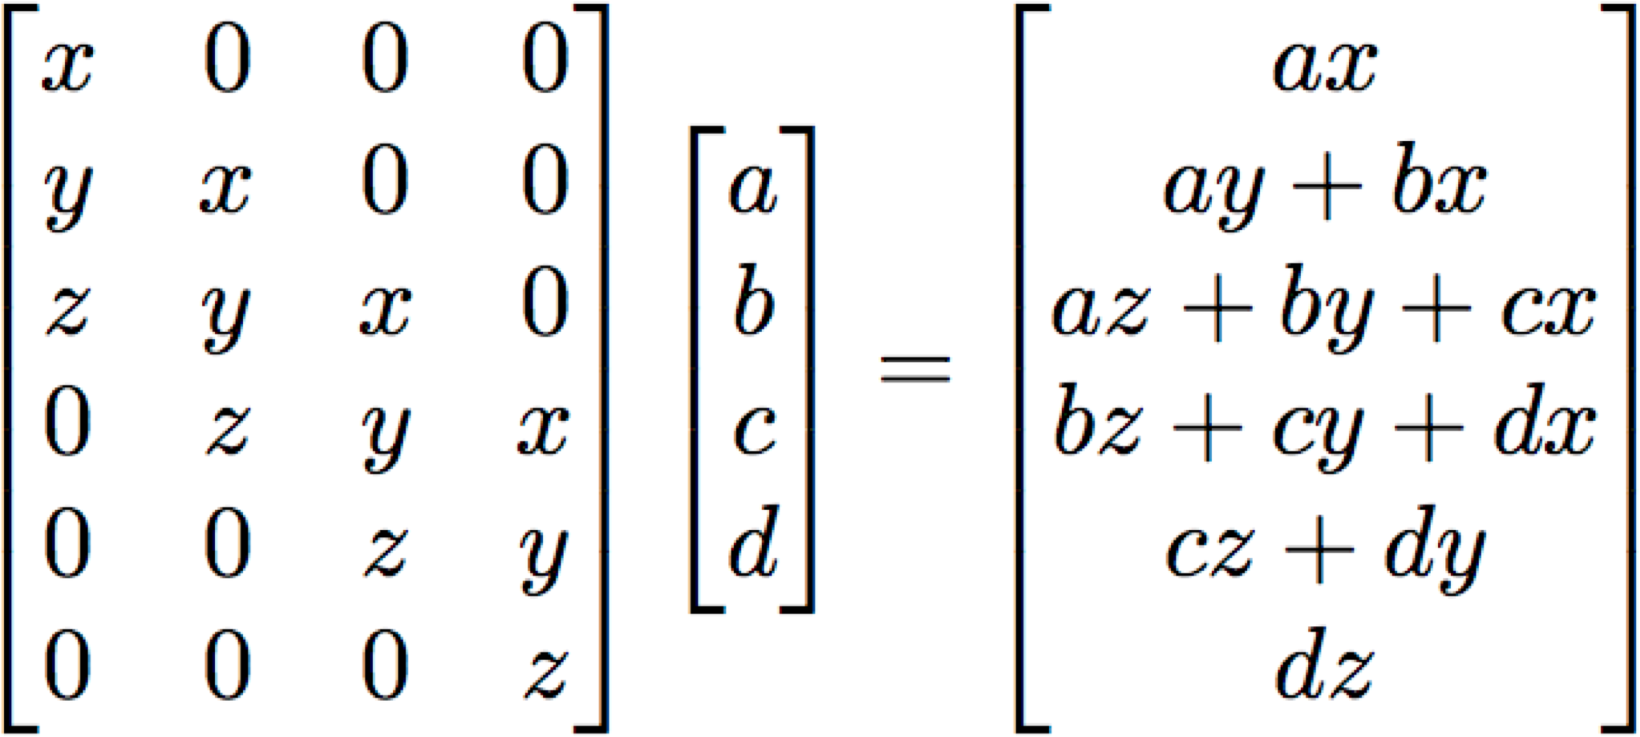 x 0 0 0 ax
y x 0 0 a ay + bx
z y x 0 b az + by + cx
=
0 z y x c bz + cy + dx
0 0 z y d cz + dy
0 0 0 z dz